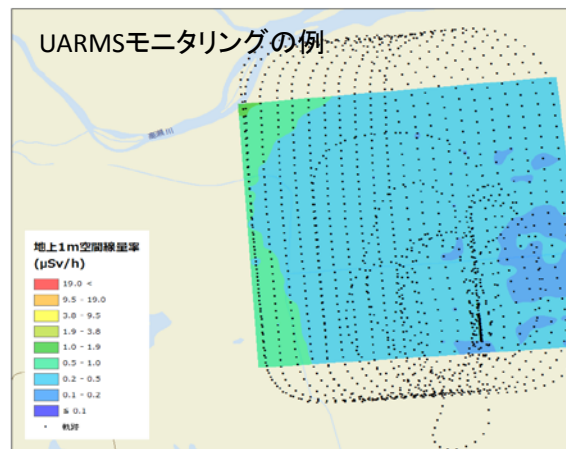 UARMSモニタリングの例
高瀬川
地上1m空間線量率
(μSv/h)
19.0 <
9.5 - 19.0
3.8 - 9.5
1.9 - 3.8
1.0 - 1.9
0.5 - 1.0
0.2 - 0.5
0.1 - 0.2
≦ 0.1
軌跡